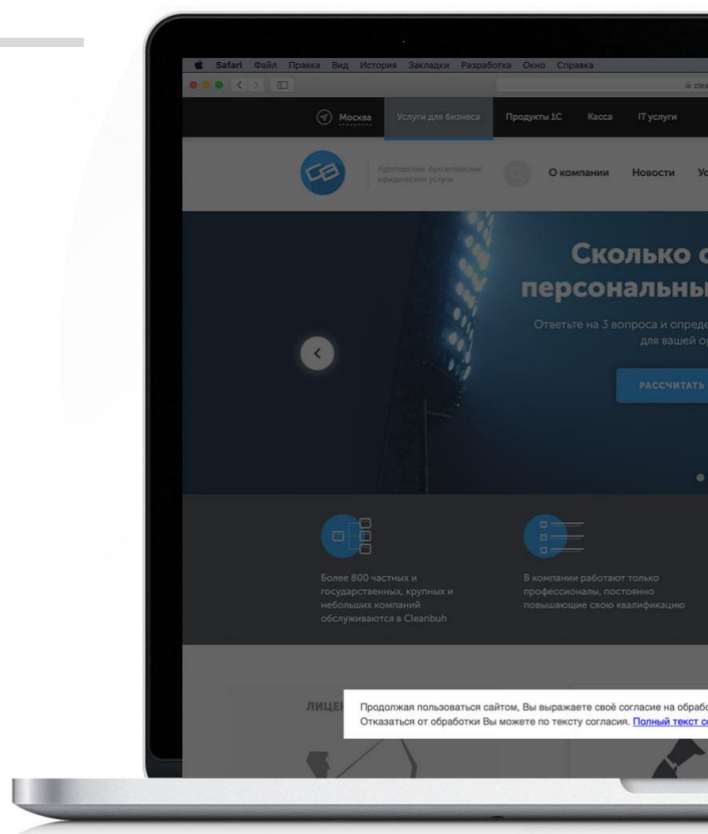 Safari Файл Правка Вид История Закладки Разработка Окно Справка
Москва Услуги для бизнеса Продукты 1С Касса IT услуги
Аудиторские, бухгалтерские,
юридические услуги
О компании Новости
Сколько
персональны
Ответьте на 3 вопроса и опреде
для вашей
РАССЧИТАТЬ
Более 800 частных и
государственных, крупных и
небольших компаний
обслуживаются в Cleanbuh
В компании работают только
профессионалы, постоянно
повышающие свою квалификацию
ЛИЦЕ
Продолжая пользоваться сайтом, Вы выражаете своё согласие на обрабо
Отказаться от обработки Вы можете по тексту согласия. Полный текст